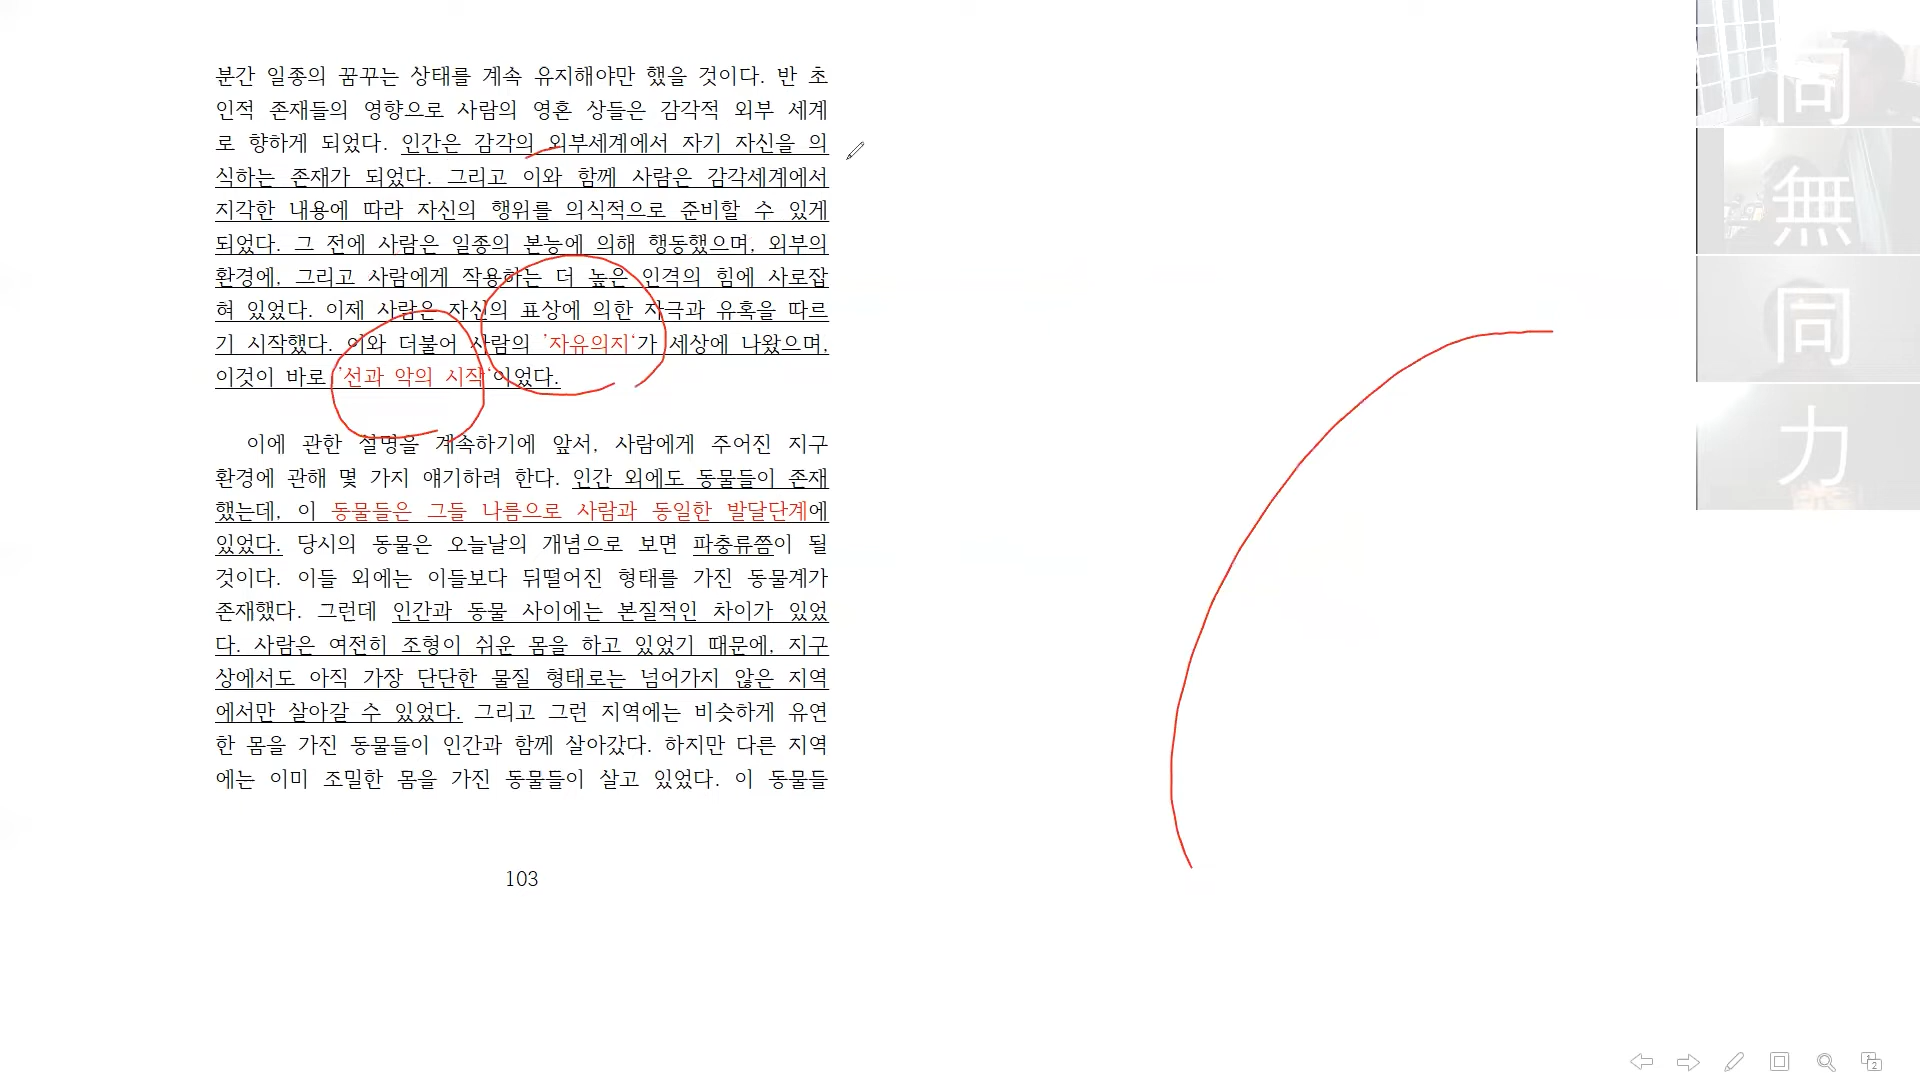 분간 일종의 꿈꾸는 상태를 계속 유지해야만 했을 것이다. 반 초
인적 존재들의 영향으로 사람의 영혼 상들은 감각적 외부 세계
로 향하게 되었다. 인간은 감각의 외부세계에서 자기 자신을 의
식하는 존재가 되었다. 그리고 이와 함께 사람은 감각세계에서
지각한 내용에 따라 자신의 행위를 의식적으로 준비할 수 있게
되었다. 그 전에 사람은 일종의 본능에 의해 행동했으며, 외부의
환경에, 그리고 사람에게 작용하는 더 높은 인격의 힘에 사로잡
혀 있었다. 이제 사람은 자신의 표상에 의한 자극과 유혹을 따르
기 시작했다. 이와 더불어 사람의 '자유의지'가 세상에 나왔으며,
이것이 바로 '선과 악의 시작'이었다.
이에 관한 설명을 계속하기에 앞서, 사람에게 주어진 지구
환경에 관해 몇 가지 얘기하려 한다. 인간 외에도 동물들이 존재
했는데, 이 동물들은 그들 나름으로 사람과 동일한 발달단계에
있었다. 당시의 동물은 오늘날의 개념으로 보면 파충류쯤이 될
것이다. 이들 외에는 이들보다 뒤떨어진 형태를 가진 동물계가
존재했다. 그런데 인간과 동물 사이에는 본질적인 차이가 있었
다. 사람은 여전히 조형이 쉬운 몸을 하고 있었기 때문에, 지구
상에서도 아직 가장 단단한 물질 형태로는 넘어가지 않은 지역
에서만 살아갈 수 있었다. 그리고 그런 지역에는 비슷하게 유연
한 몸을 가진 동물들이 인간과 함께 살아갔다. 하지만 다른 지역
에는 이미 조밀한 몸을 가진 동물들이 살고 있었다. 이 동물들
103
同
無
同
力